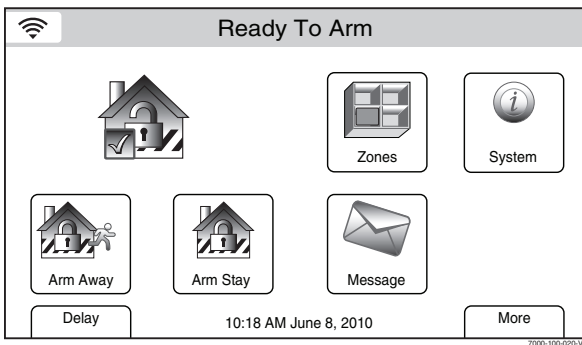 Ready To Arm
Zones
System
Arm Away
Arm Stay
Message
Delay
10:18 AM June 8, 2010
More